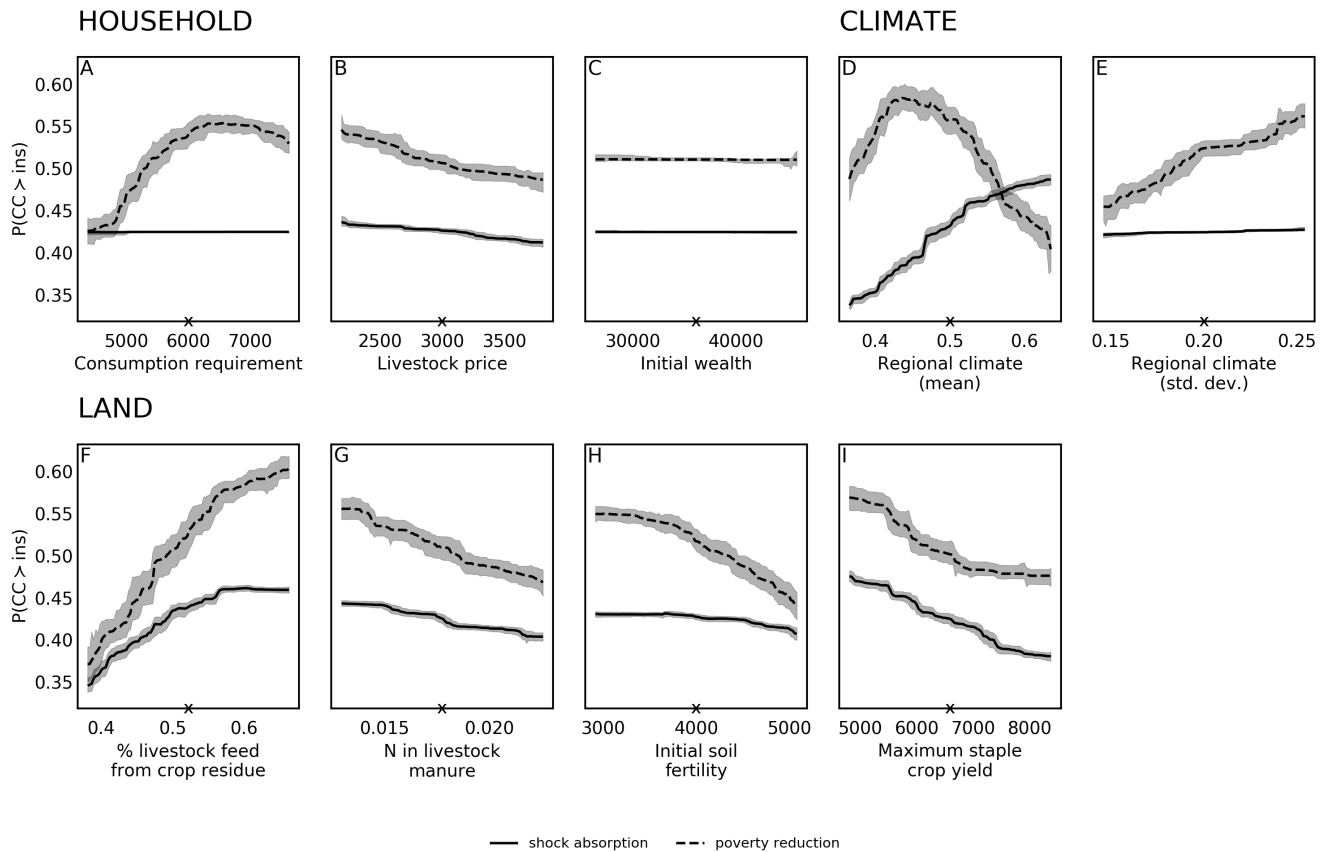 HOUSEHOLD
CLIMATE
A
B
C
D
E
P(CC > ins)
0.60
0.55
0.50
0.45
0.40
0.35
5000 6000 7000
2500 3000 3500
30000 40000
0.4 0.5 0.6
0.15 0.20 0.25
Consumption requirement
Livestock price
Initial wealth
Regional climate
(mean)
Regional climate
(std. dev.)
LAND
F
G
H
I
P(CC > ins)
0.60
0.55
0.50
0.45
0.40
0.35
0.4 0.5 0.6
0.015 0.020
3000 4000 5000
5000 6000 7000 8000
% livestock feed
from crop residue
N in livestock
manure
Initial soil
fertility
Maximum staple
crop yield
shock absorption
poverty reduction